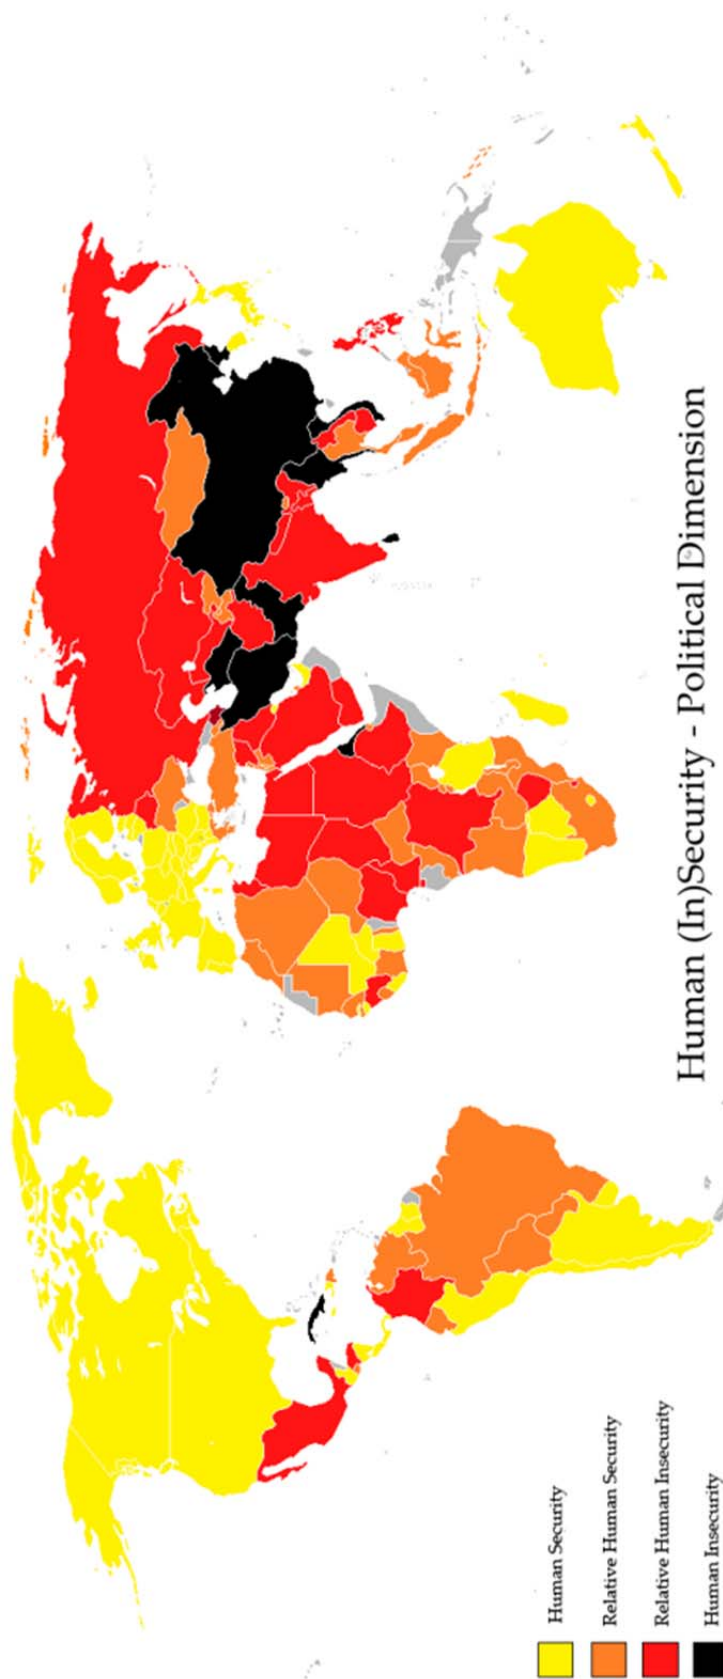 Human (In)Security - Political Dimension
Human Security
Relative Human Security
Relative Human Insecurity
Human Insecurity